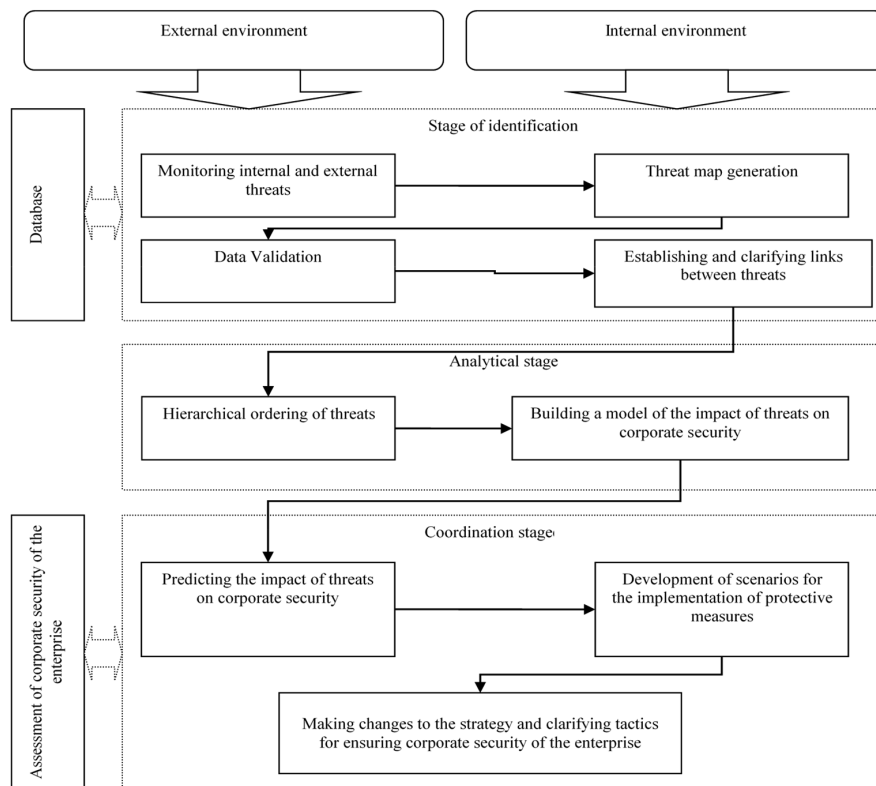 External environment
Internal environment
Database
Stage of identification
Monitoring internal and external
threats
Threat map generation
Data Validation
Establishing and clarifying links
between threats
Analytical stage
Hierarchical ordering of threats
Building a model of the impact of threats on
corporate security
Assessment of corporate security of the
enterprise
Coordination stage
Predicting the impact of threats
on corporate security
Development of scenarios for
the implementation of protective
measures
Making changes to the strategy and clarifying tactics
for ensuring corporate security of the enterprise